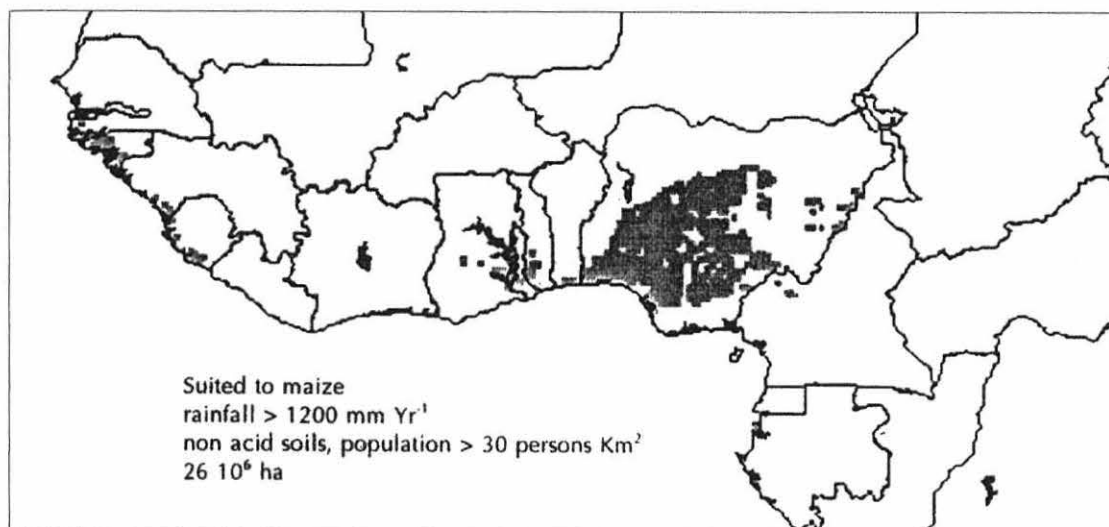 Suited to maize
rainfall > 1200 mm Yr⁻¹
non acid soils, population > 30 persons Km²
26 10⁶ ha